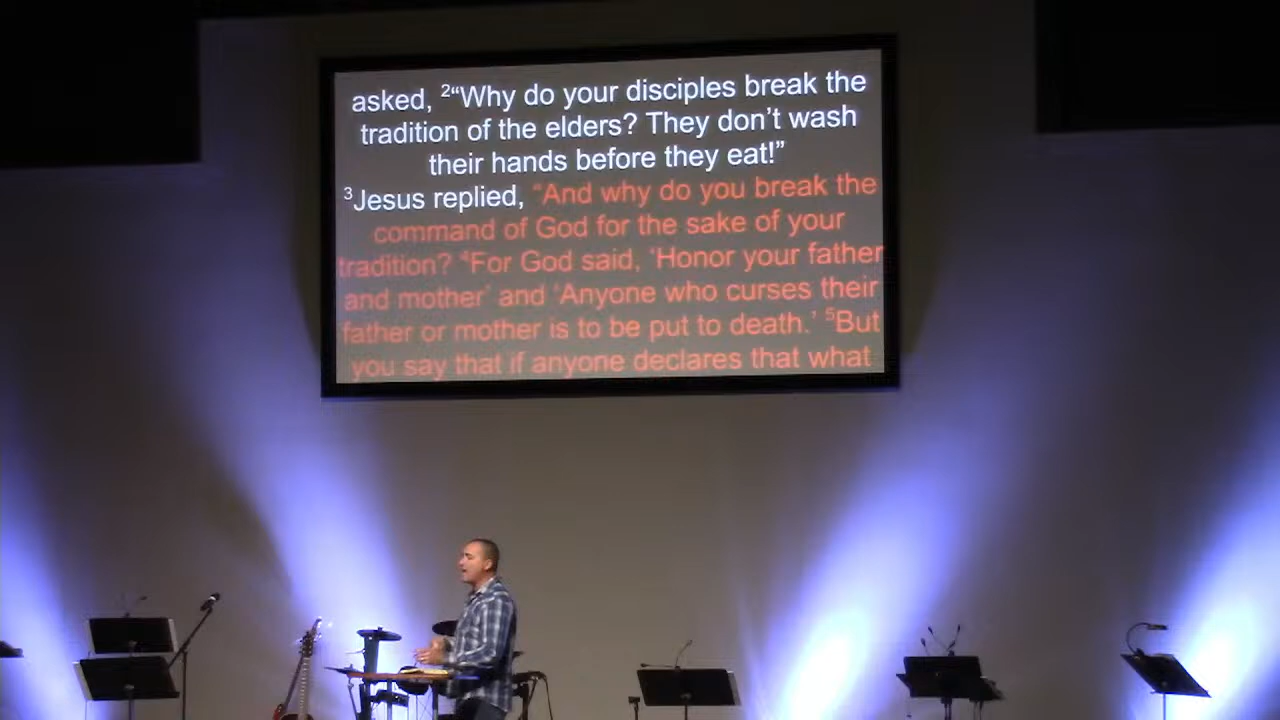 asked, ²“Why do your disciples break the
tradition of the elders? They don’t wash
their hands before they eat!”
³Jesus replied, “And why do you break the
command of God for the sake of your
tradition? ⁴For God said, ‘Honor your father
and mother’ and ‘Anyone who curses their
father or mother is to be put to death.’ ⁵But
you say that if anyone declares that what